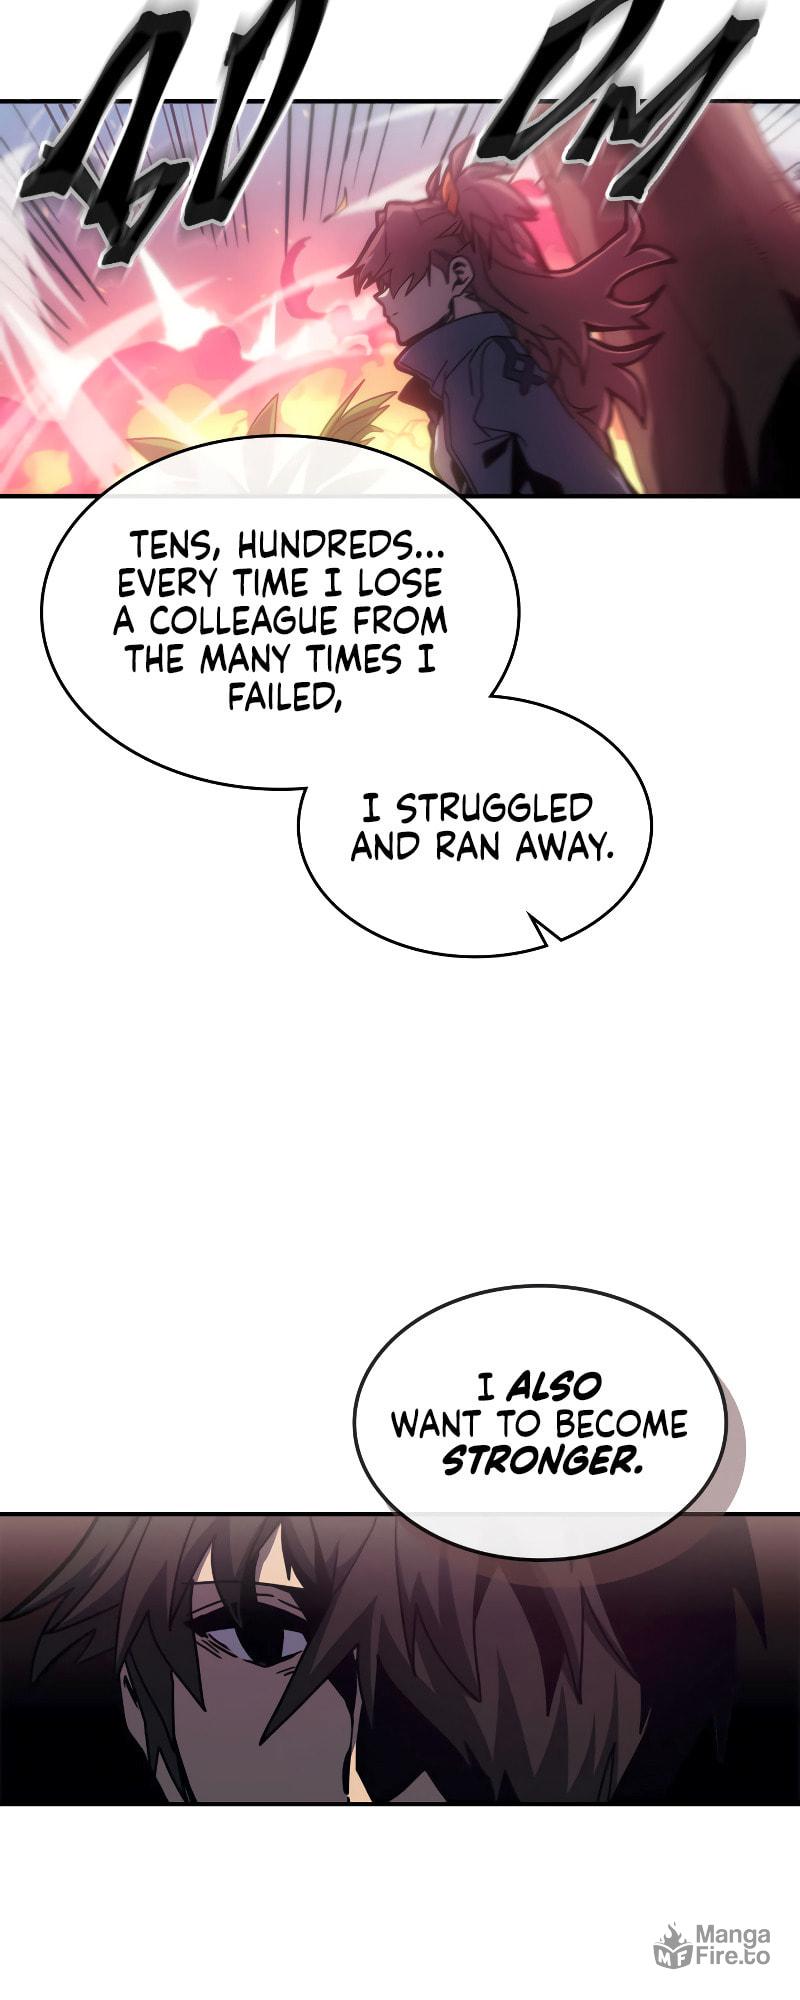 TENS, HUNDREDS...
EVERY TIME I LOSE
A COLLEAGUE FROM
THE MANY TIMES I
FAILED,
I STRUGGLED
AND RAN AWAY.
I ALSO
WANT TO BECOME
STRONGER.
Manga
Fire.to
MF